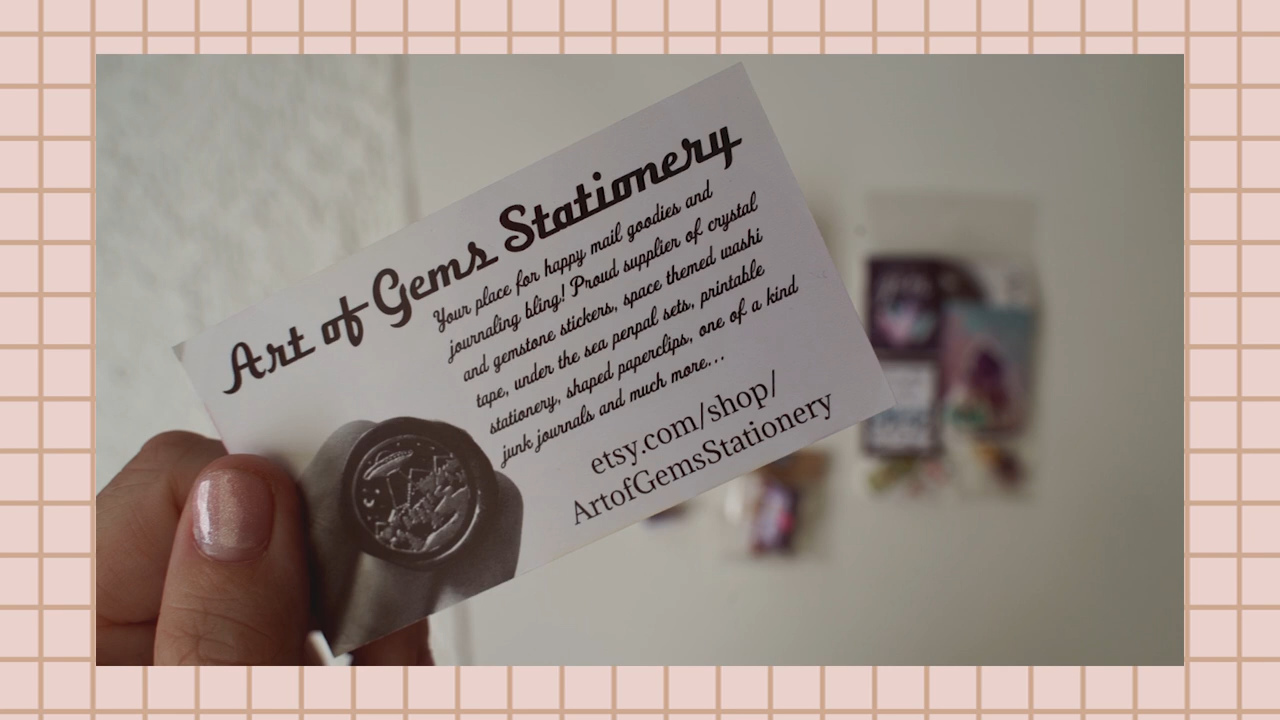 Art of Gems Stationery
Your place for happy mail goodies and
journaling bling! Proud supplier of crystal
and gemstone stickers, space themed washi
tape, under the sea penpal sets, printable
stationery, shaped paperclips, one of a kind
junk journals and much more...
etsy.com/shop/
ArtofGemsStationery